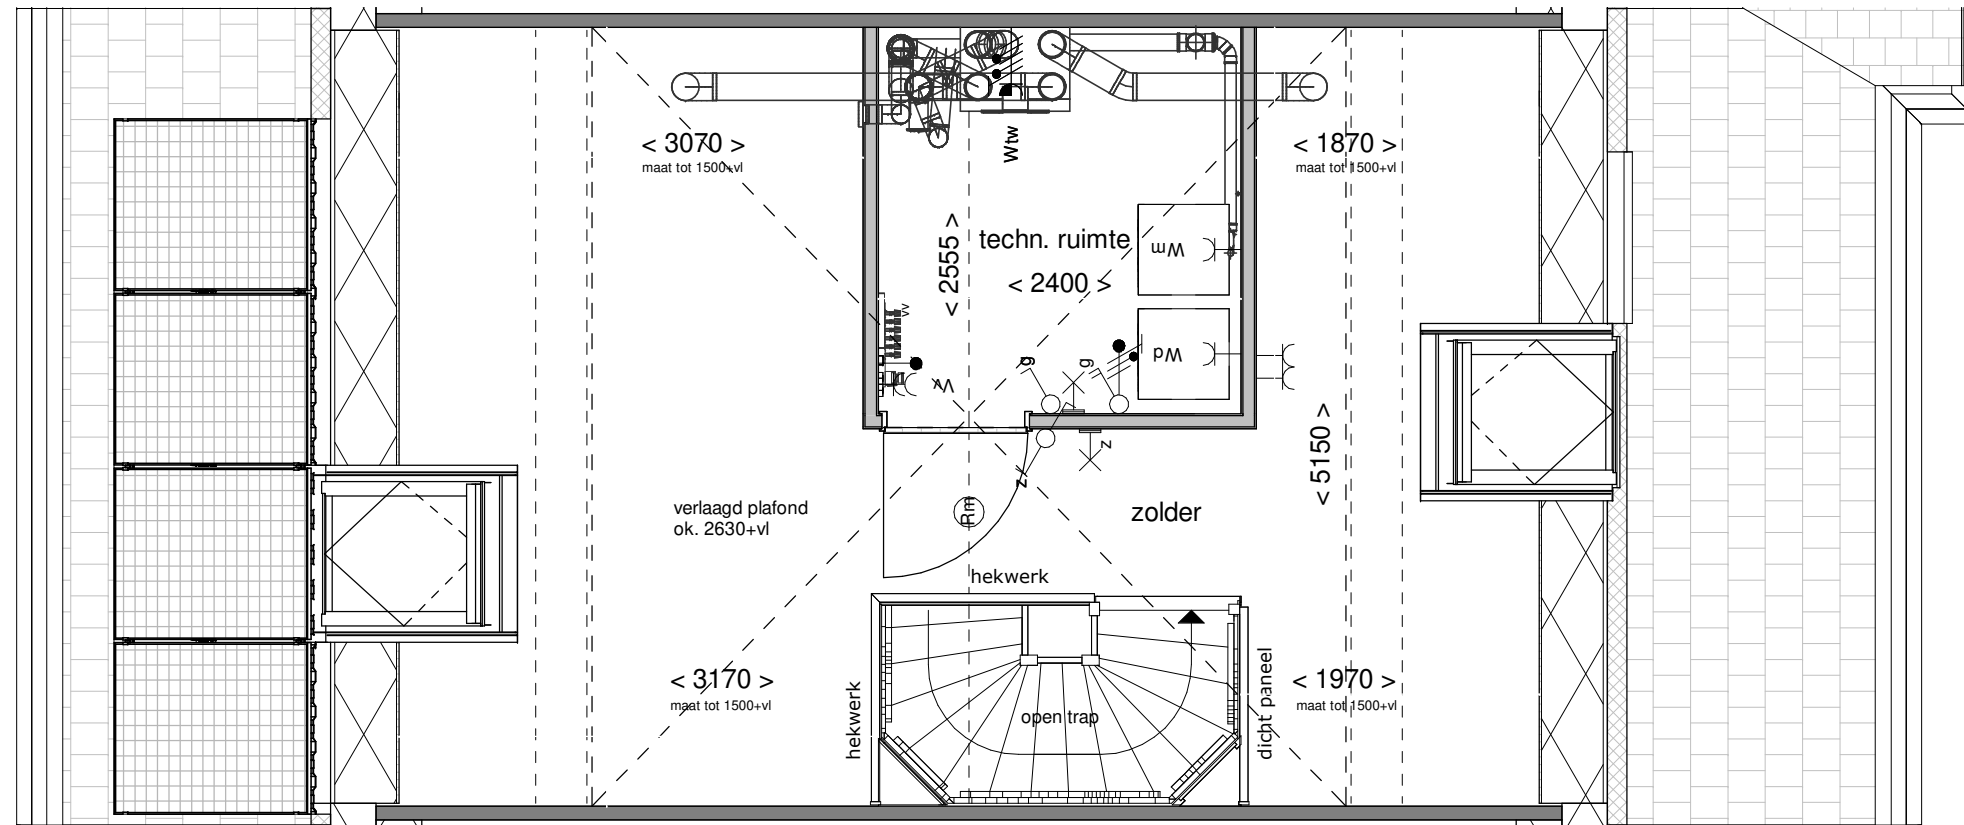 < 3070 >
maat tot 1500+vl
Wtw
< 1870 >
maat tot 1500+vl
techn. ruimte
< 2555 >
< 2400 >
Wm
vv
Wd
g
g
Vv
z
z
< 5150 >
verlaagd plafond
ok. 2630+vl
Rm
zolder
hekwerk
< 3170 >
maat tot 1500+vl
hekwerk
open trap
dicht paneel
< 1970 >
maat tot 1500+vl